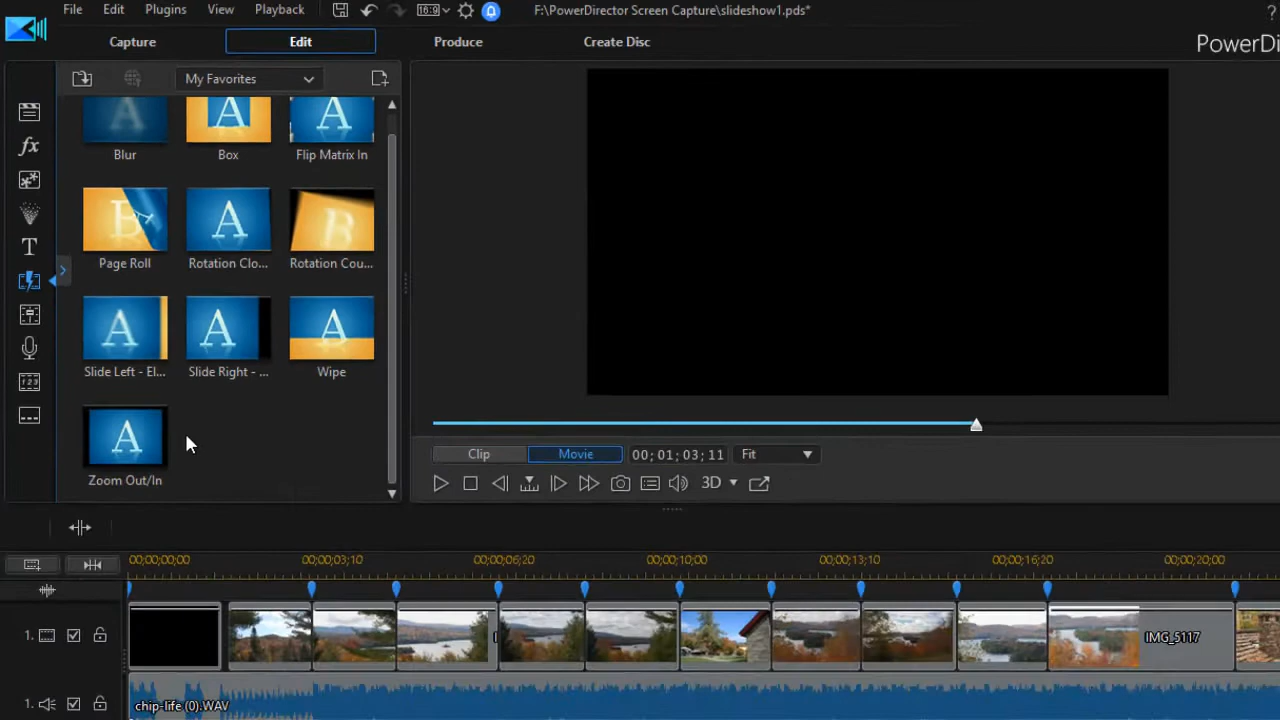 File Edit Plugins View Playback 16:9 F:\PowerDirector Screen Capture\slideshow1.pds* ?
Capture Edit Produce Create Disc PowerDi
My Favorites
Blur Box Flip Matrix In
Page Roll Rotation Clo... Rotation Cou...
Slide Left - El... Slide Right - ... Wipe
Zoom Out/In
Clip Movie 00; 01; 03; 11 Fit
3D
00;00;00;00 00;00;03;10 00;00;06;20 00;00;10;00 00;00;13;10 00;00;16;20 00;00;20;00
1. IMG_5117
1. chip-life (0).WAV